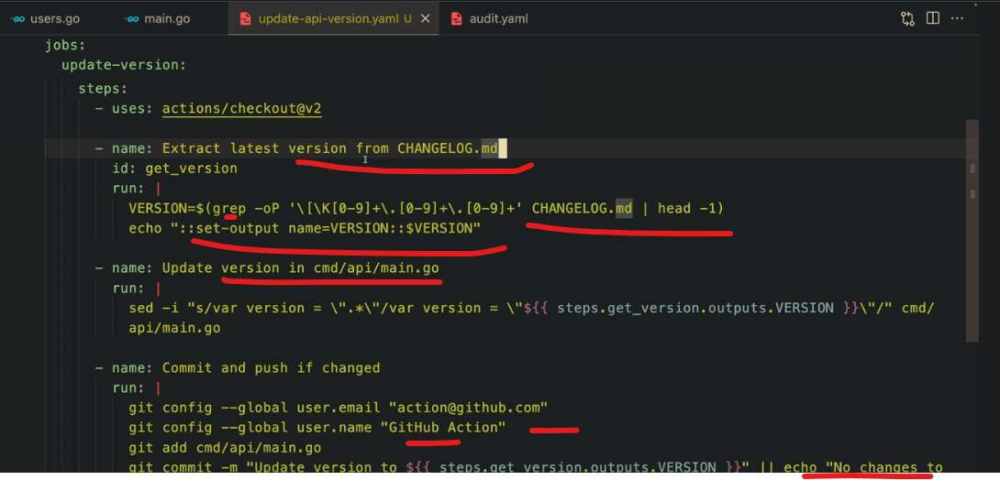 users.go main.go update-api-version.yaml U audit.yaml
jobs:
update-version:
steps:
- uses: actions/checkout@v2
- name: Extract latest version from CHANGELOG.md
id: get_version
run: |
VERSION=$(grep -oP '\[\K[0-9]+\.[0-9]+\.[0-9]+' CHANGELOG.md | head -1)
echo "::set-output name=VERSION::$VERSION"
- name: Update version in cmd/api/main.go
run: |
sed -i "s/var version = \".*\"/var version = \"${{ steps.get_version.outputs.VERSION }}\"/" cmd/
api/main.go
- name: Commit and push if changed
run: |
git config --global user.email "action@github.com"
git config --global user.name "GitHub Action"
git add cmd/api/main.go
git commit -m "Update version to ${{ steps.get_version.outputs.VERSION }}" || echo "No changes to